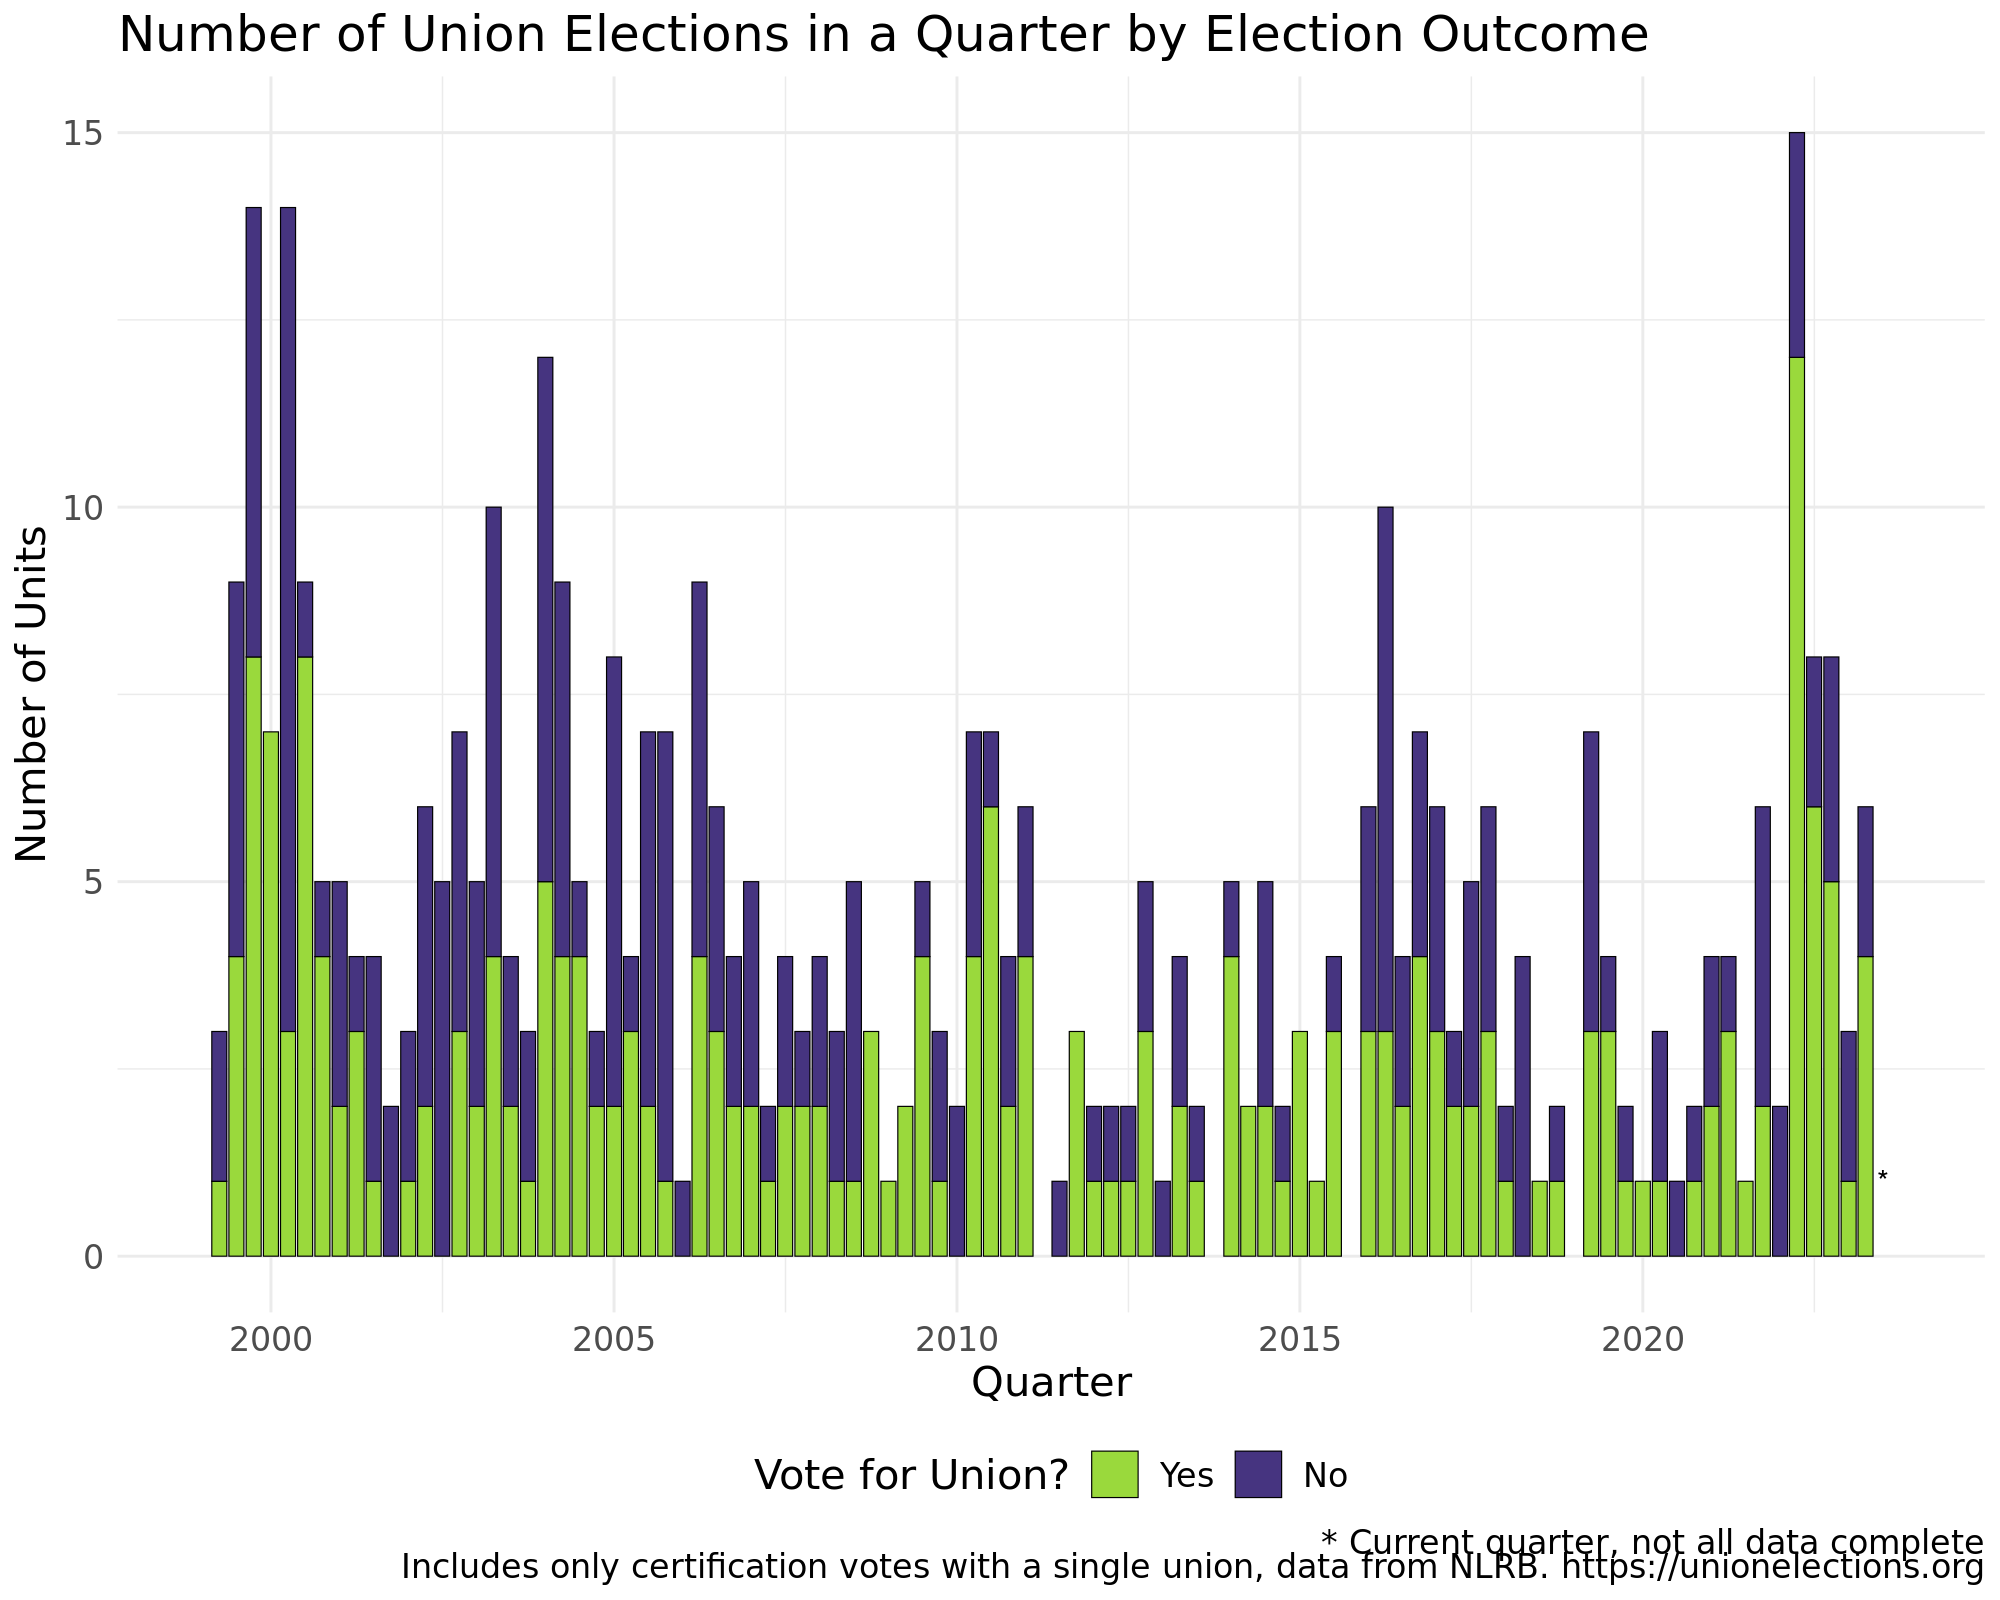 Number of Union Elections in a Quarter by Election Outcome
15
10
5
0
Number of Units
*
2000 2005 2010 2015 2020
Quarter
Vote for Union? Yes No
* Current quarter, not all data complete
Includes only certification votes with a single union, data from NLRB. https://unionelections.org